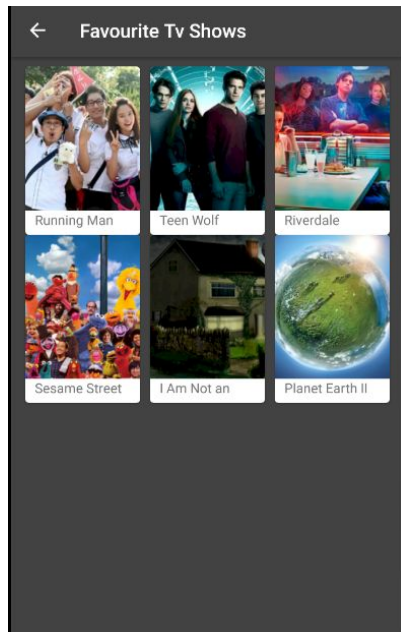 Favourite Tv Shows
Running Man
Teen Wolf
Riverdale
Sesame Street
I Am Not an
Planet Earth II